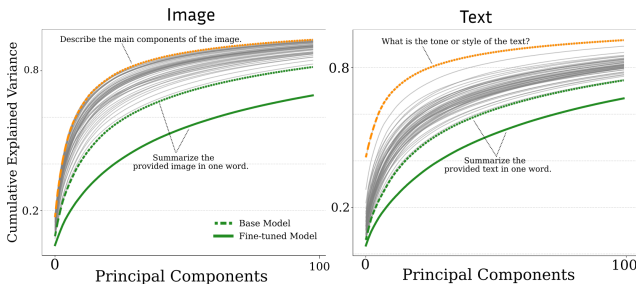 Image
Text
Cumulative Explained Variance
0.8
0.2
Describe the main components of the image.
Summarize the
provided image in one word.
Base Model
Fine-tuned Model
0
100
Principal Components
0.8
0.2
What is the tone or style of the text?
Summarize the
provided text in one word.
0
100
Principal Components